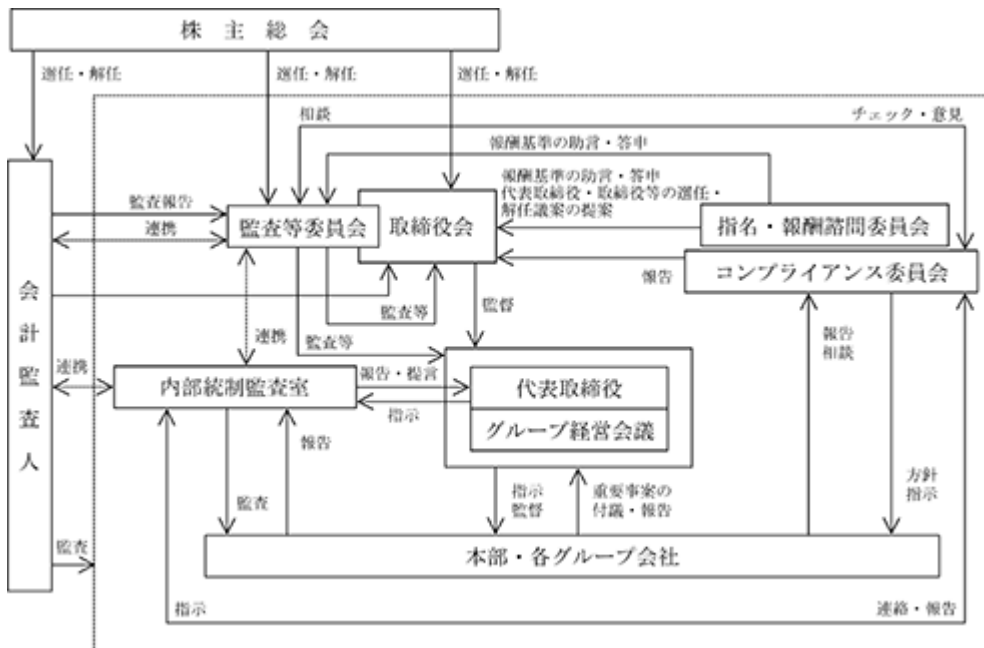 株主総会
選任・解任
選任・解任
選任・解任
相談
チェック・意見
報酬基準の助言・答申
報酬基準の助言・答申
代表取締役・取締役等の選任・
解任議案の提案
監査報告
連携
監査等委員会
取締役会
指名・報酬諮問委員会
コンプライアンス委員会
報告
会計監査人
監査等
監督
連携
監査等
報告
相談
連携
内部統制監査室
報告・提言
指示
代表取締役
グループ経営会議
報告
監査
指示
監督
重要事案の
付議・報告
方針
指示
監査
本部・各グループ会社
指示
連絡・報告